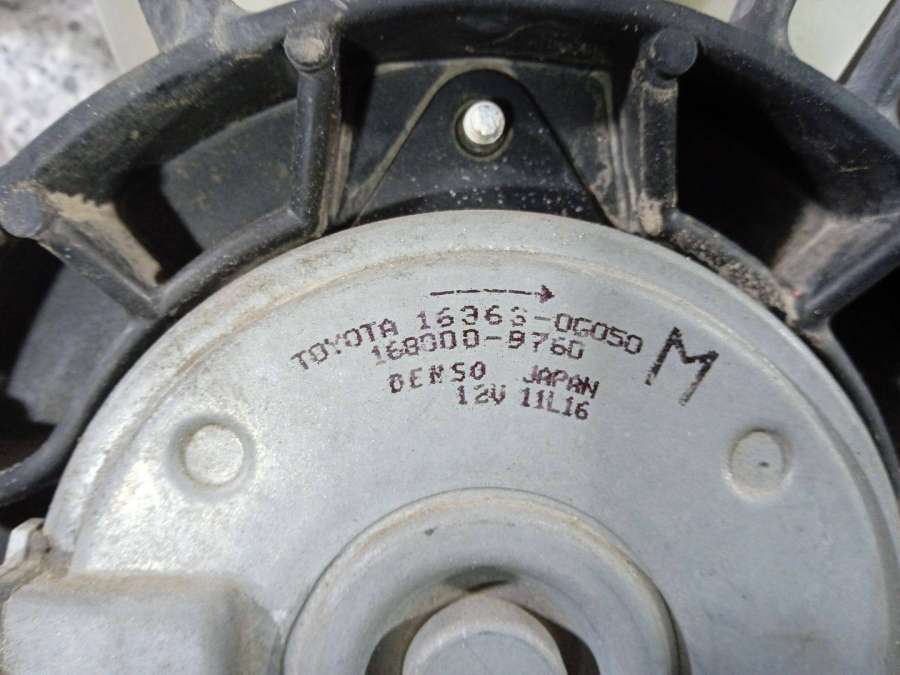 TOYOTA 16363-0G050
168000-9760
M
DENSO JAPAN
12V 11L16